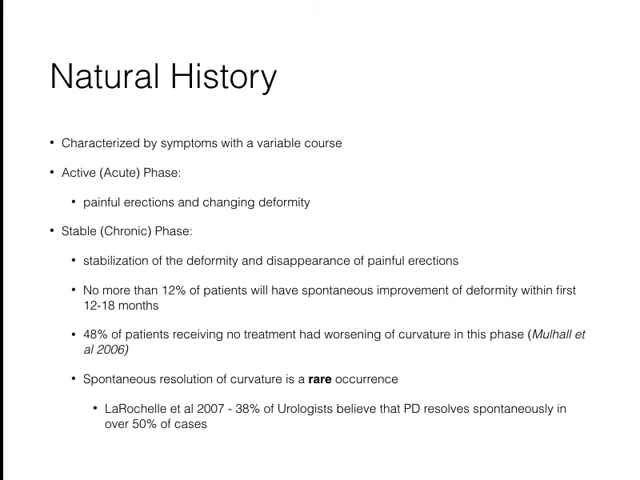 Natural History
• Characterized by symptoms with a variable course
• Active (Acute) Phase:
• painful erections and changing deformity
• Stable (Chronic) Phase:
• stabilization of the deformity and disappearance of painful erections
• No more than 12% of patients will have spontaneous improvement of deformity within first
12-18 months
• 48% of patients receiving no treatment had worsening of curvature in this phase (Mulhall et
al 2006)
• Spontaneous resolution of curvature is a rare occurrence
• LaRochelle et al 2007 - 38% of Urologists believe that PD resolves spontaneously in
over 50% of cases